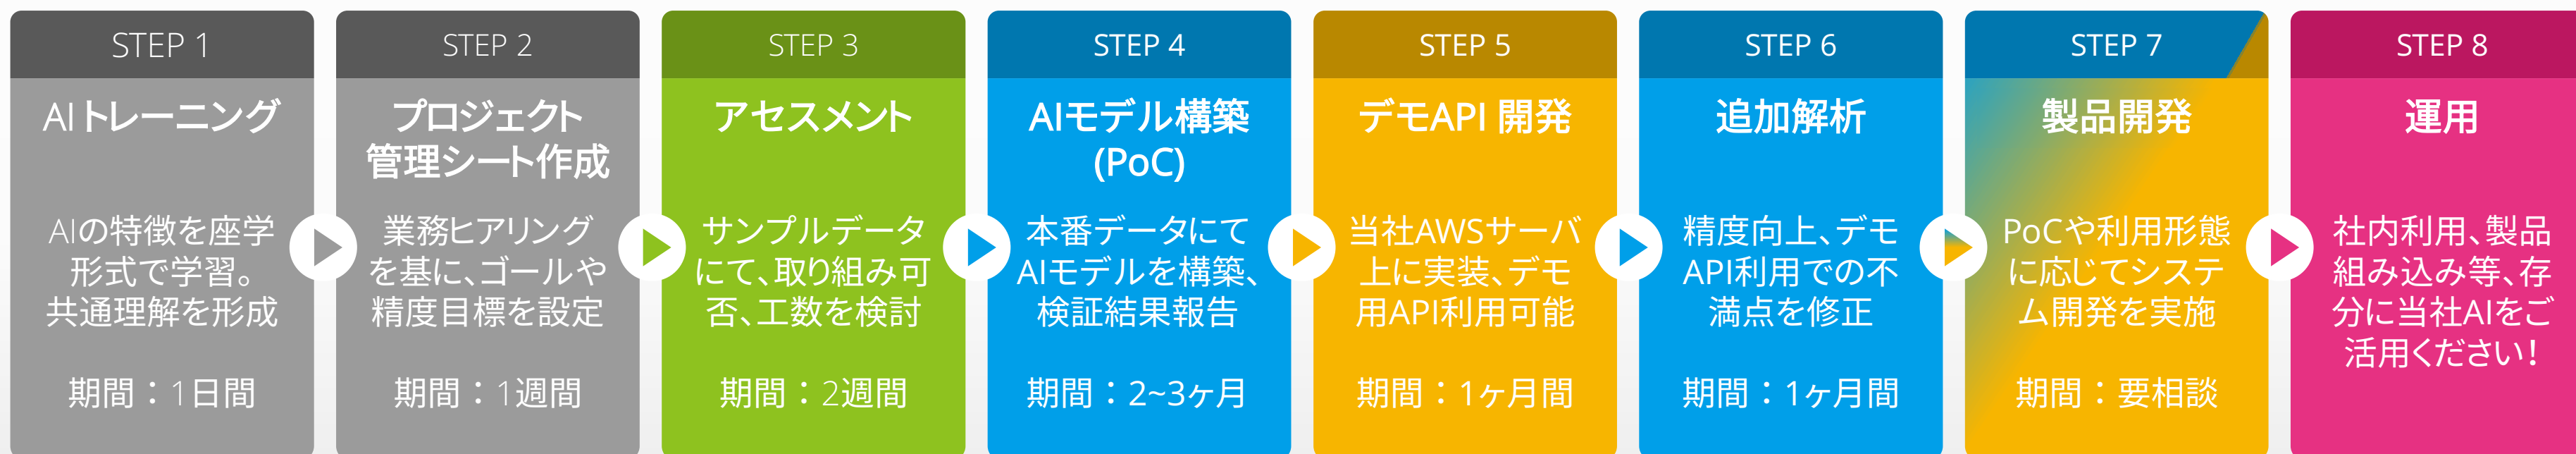 STEP 1
AIトレーニング
AIの特徴を座学
形式で学習。
共通理解を形成
期間：1日間
STEP 2
プロジェクト
管理シート作成
業務ヒアリング
を基に、ゴールや
精度目標を設定
期間：1週間
STEP 3
アセスメント
サンプルデータ
にて、取り組み可
否、工数を検討
期間：2週間
STEP 4
AIモデル構築
(PoC)
本番データにて
AIモデルを構築、
検証結果報告
期間：2~3ヶ月
STEP 5
デモAPI 開発
当社AWSサーバ
上に実装、デモ
用API利用可能
期間：1ヶ月間
STEP 6
追加解析
精度向上、デモ
API利用での不
満点を修正
期間：1ヶ月間
STEP 7
製品開発
PoCや利用形態
に応じてシステ
ム開発を実施
期間：要相談
STEP 8
運用
社内利用、製品
組み込み等、存
分に当社AIをご
活用ください！